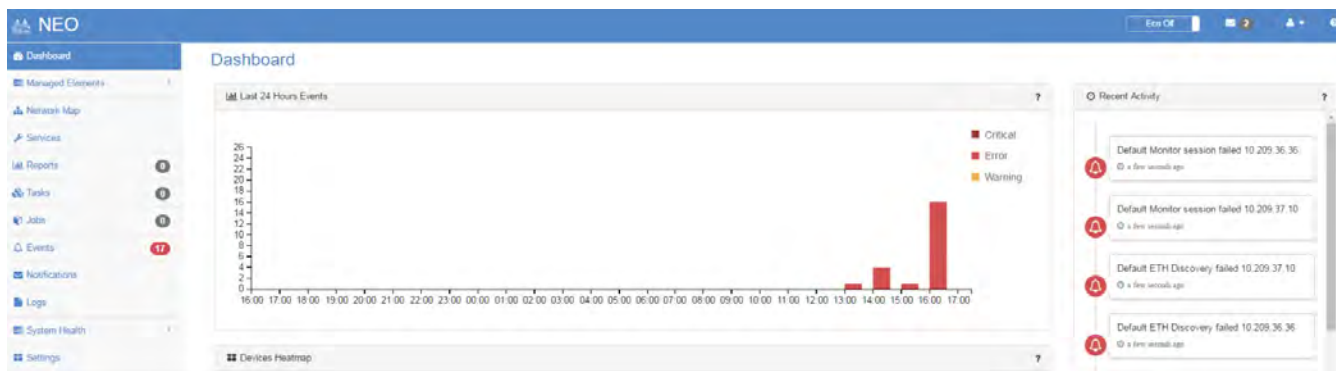 NEO
Eco Off
2
Dashboard
Managed Elements
Network Map
Services
Reports 0
Tasks 0
Jobs 0
Events 17
Notifications
Logs
System Health
Settings
Dashboard
Last 24 Hours Events ?
Critical
Error
Warning
26
24
22
20
18
16
14
12
10
8
6
4
2
0
16:00 17:00 18:00 19:00 20:00 21:00 22:00 23:00 00:00 01:00 02:00 03:00 04:00 05:00 06:00 07:00 08:00 09:00 10:00 11:00 12:00 13:00 14:00 15:00 16:00 17:00
Devices Heatmap ?
Recent Activity ?
Default Monitor session failed 10.209.36.36
a few seconds ago
Default Monitor session failed 10.209.37.10
a few seconds ago
Default ETH Discovery failed 10.209.37.10
a few seconds ago
Default ETH Discovery failed 10.209.36.36
a few seconds ago